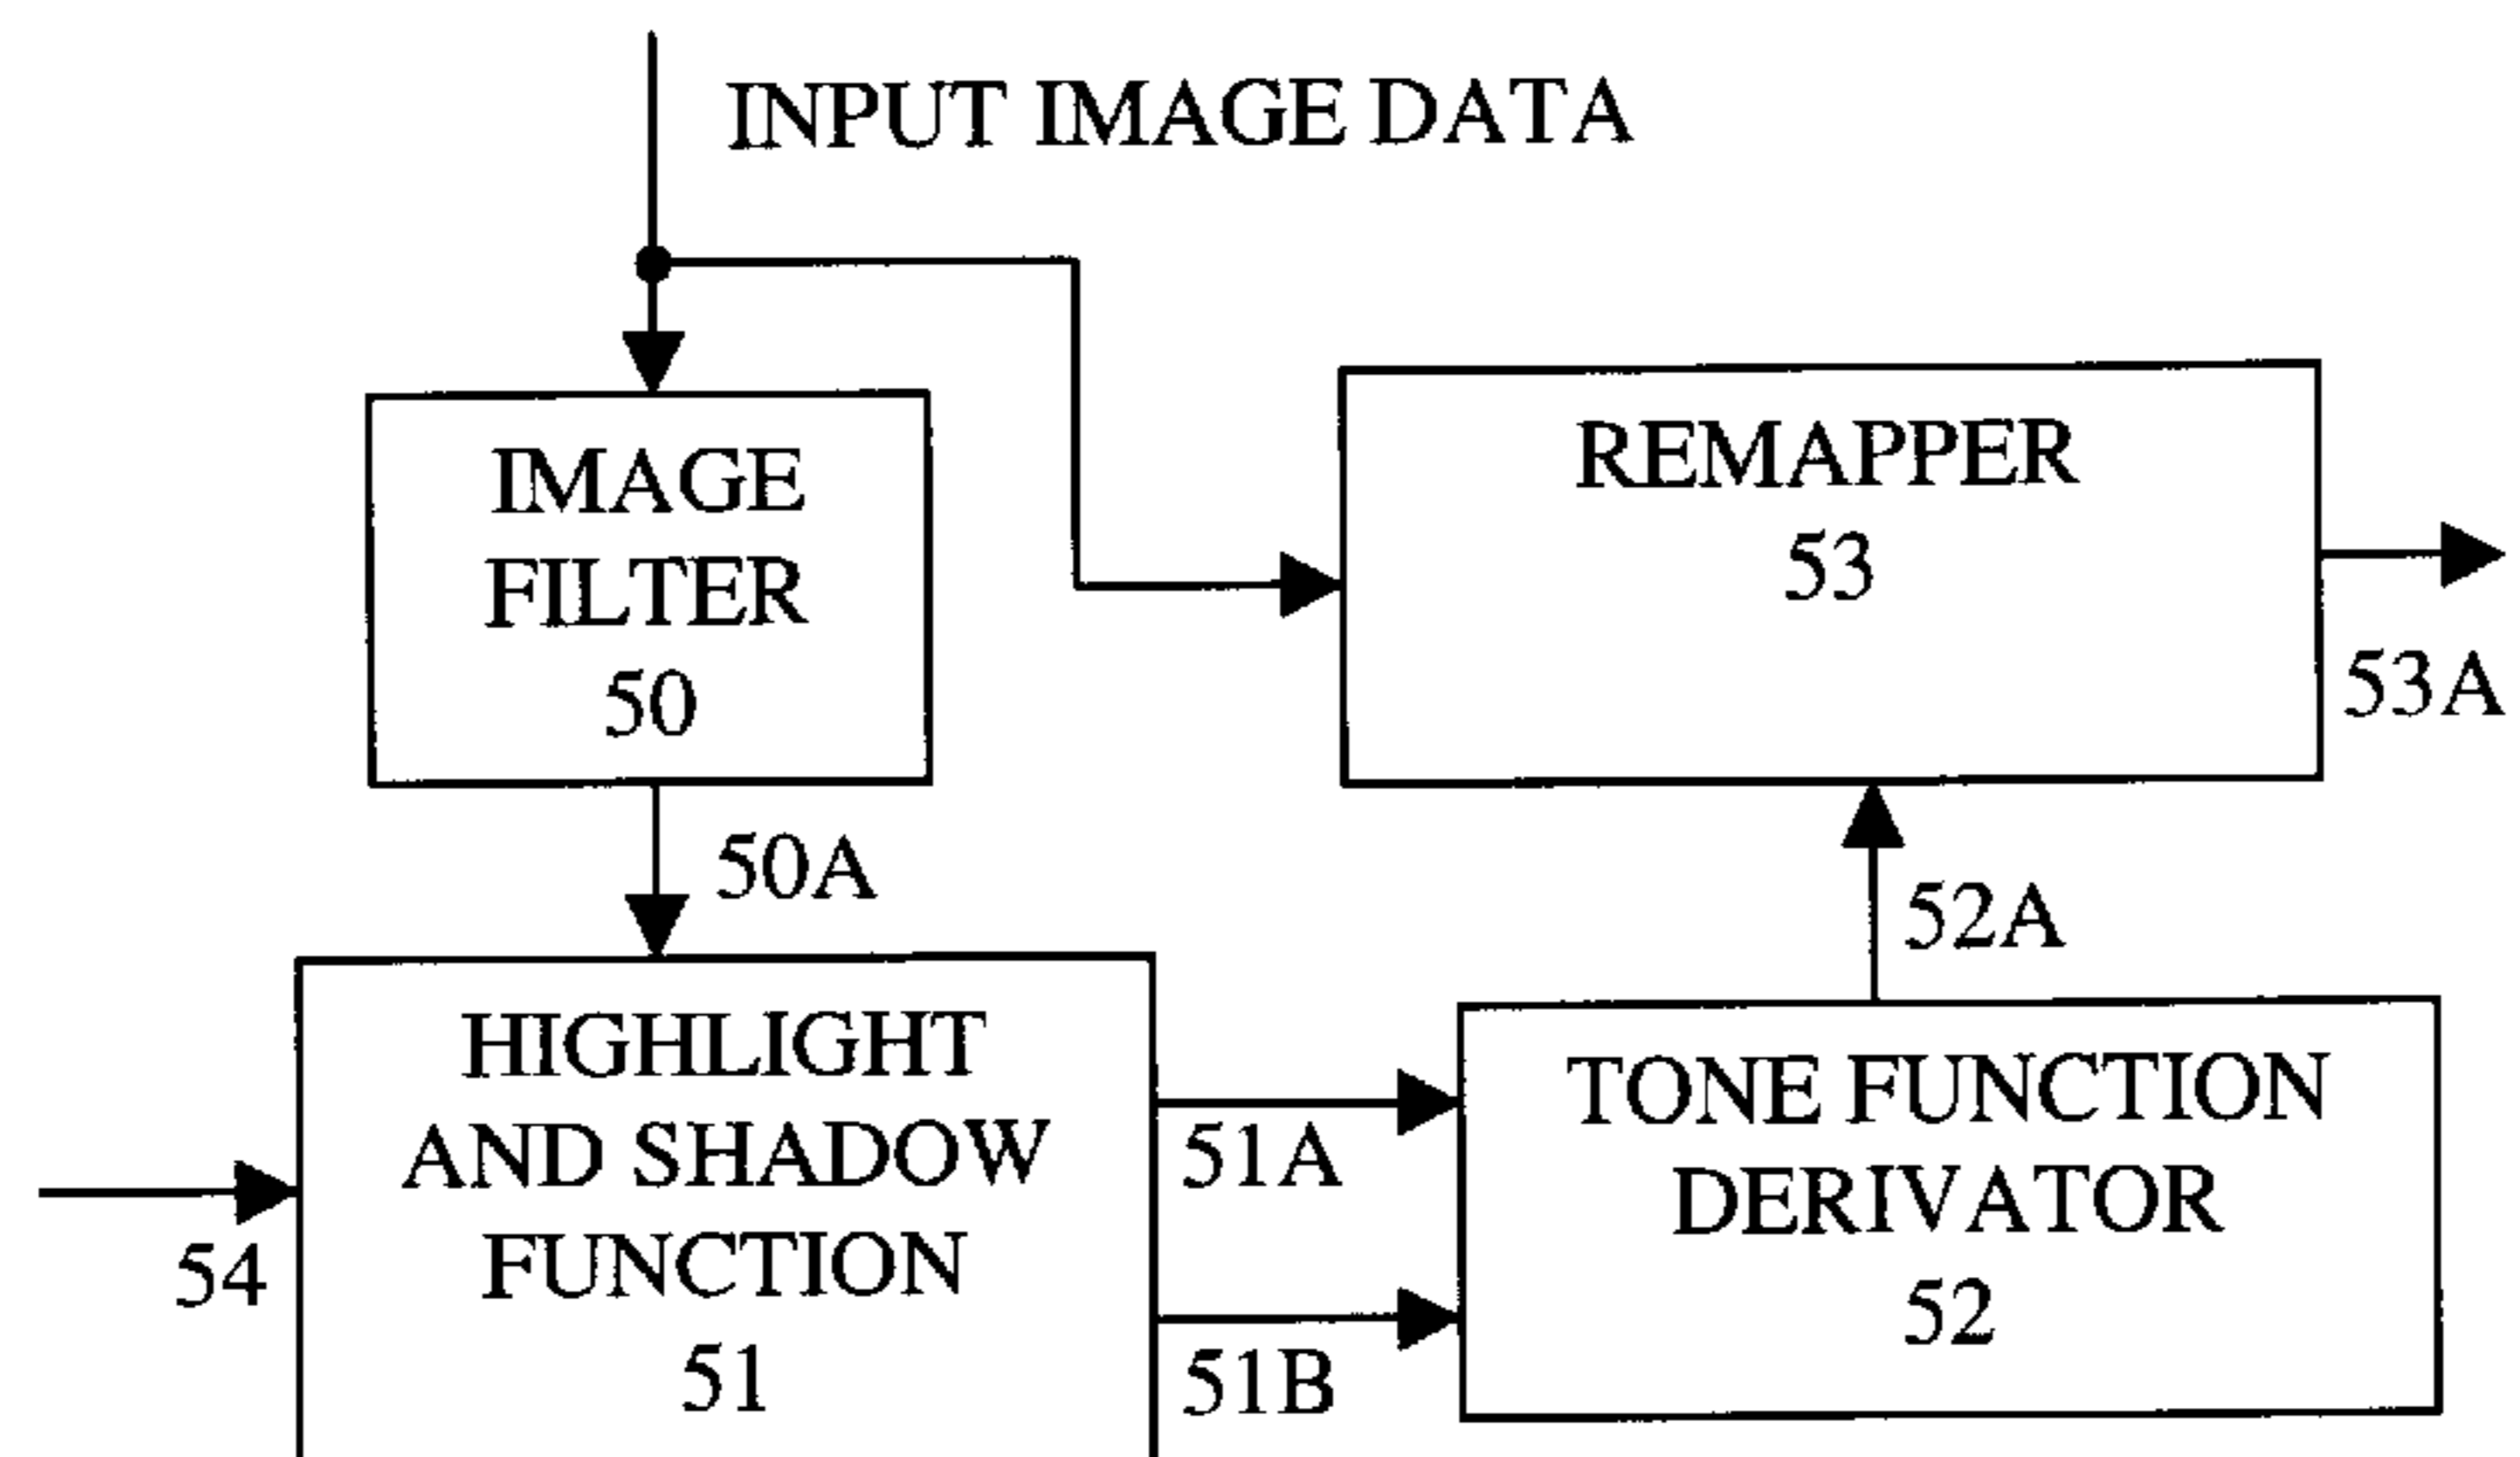 INPUT IMAGE DATA
IMAGE
FILTER
50
REMAPPER
53
53A
50A
52A
HIGHLIGHT
AND SHADOW
FUNCTION
51
54
51A
51B
TONE FUNCTION
DERIVATOR
52